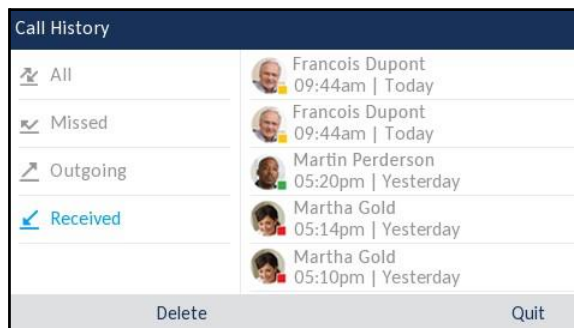 Call History
All
Missed
Outgoing
Received
Francois Dupont
09:44am | Today
Francois Dupont
09:44am | Today
Martin Perderson
05:20pm | Yesterday
Martha Gold
05:14pm | Yesterday
Martha Gold
05:10pm | Yesterday
Delete
Quit